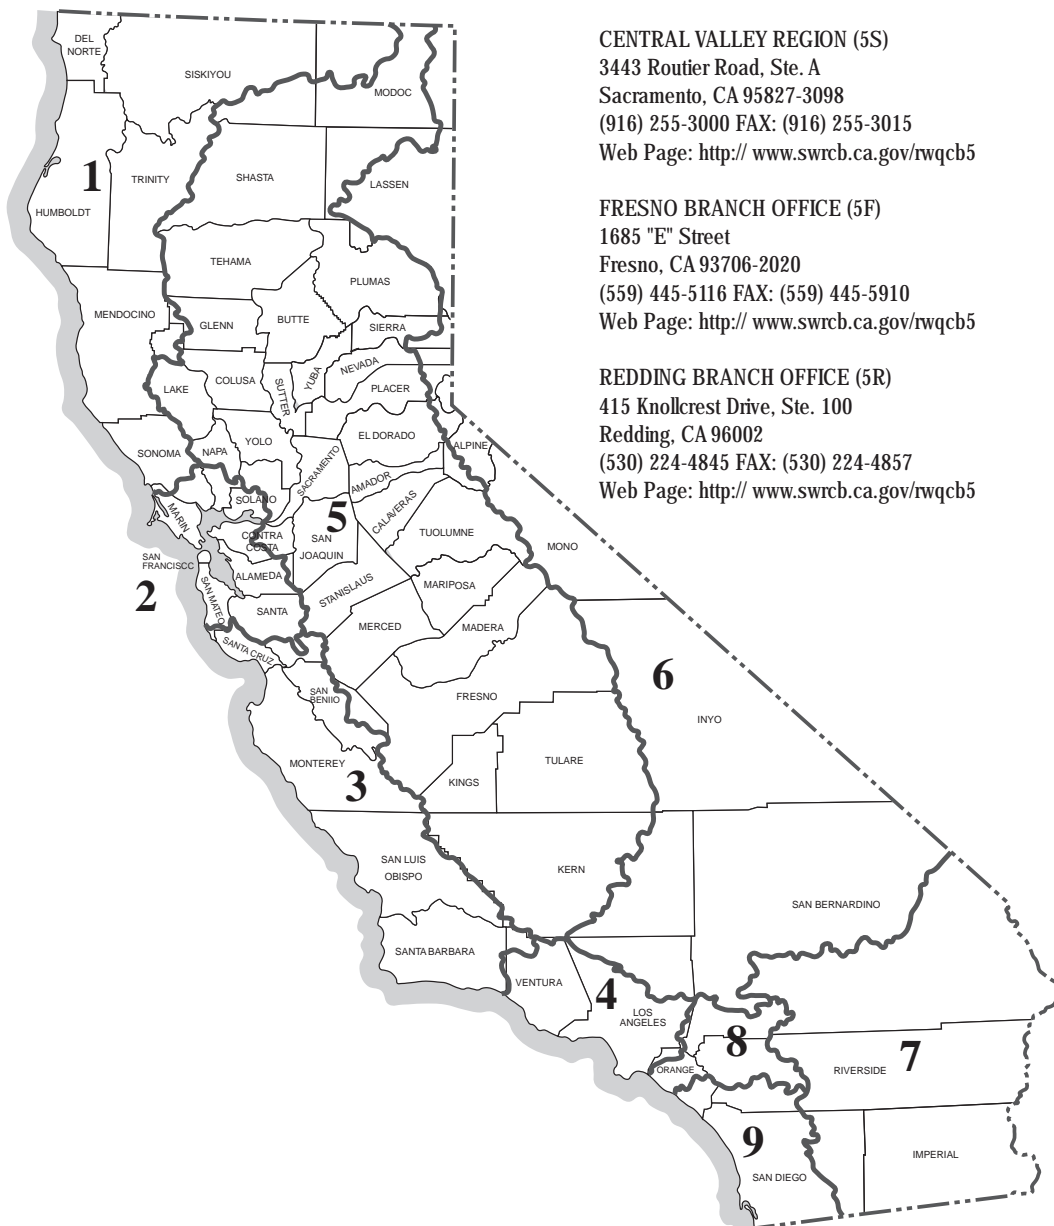 CENTRAL VALLEY REGION (5S)
3443 Routier Road, Ste. A
Sacramento, CA 95827-3098
(916) 255-3000 FAX: (916) 255-3015
Web Page: http:// www.swrcb.ca.gov/rwqcb5
FRESNO BRANCH OFFICE (5F)
1685 "E" Street
Fresno, CA 93706-2020
(559) 445-5116 FAX: (559) 445-5910
Web Page: http:// www.swrcb.ca.gov/rwqcb5
REDDING BRANCH OFFICE (5R)
415 Knollcrest Drive, Ste. 100
Redding, CA 96002
(530) 224-4845 FAX: (530) 224-4857
Web Page: http:// www.swrcb.ca.gov/rwqcb5
DEL
NORTE
SISKIYOU
MODOC
1
TRINITY
SHASTA
LASSEN
HUMBOLDT
TEHAMA
PLUMAS
MENDOCINO
GLENN
BUTTE
SIERRA
NEVADA
YUBA
SUTTER
COLUSA
LAKE
PLACER
EL DORADO
YOLO
SONOMA
NAPA
SACRAMENTO
ALPINE
AMADOR
SOLANO
MARIN
5
CALAVERAS
TUOLUMNE
CONTRA
COSTA
SAN
JOAQUIN
MONO
SAN
FRANCISCC
ALAMEDA
STANISLAUS
MARIPOSA
2
SAN MATEO
SANTA
MERCED
MADERA
SANTA CRUZ
6
SAN
BENIIO
FRESNO
INYO
MONTEREY
3
KINGS
TULARE
SAN LUIS
OBISPO
KERN
SAN BERNARDINO
SANTA BARBARA
VENTURA
4
LOS
ANGELES
8
7
ORANGE
RIVERSIDE
9
SAN DIEGO
IMPERIAL